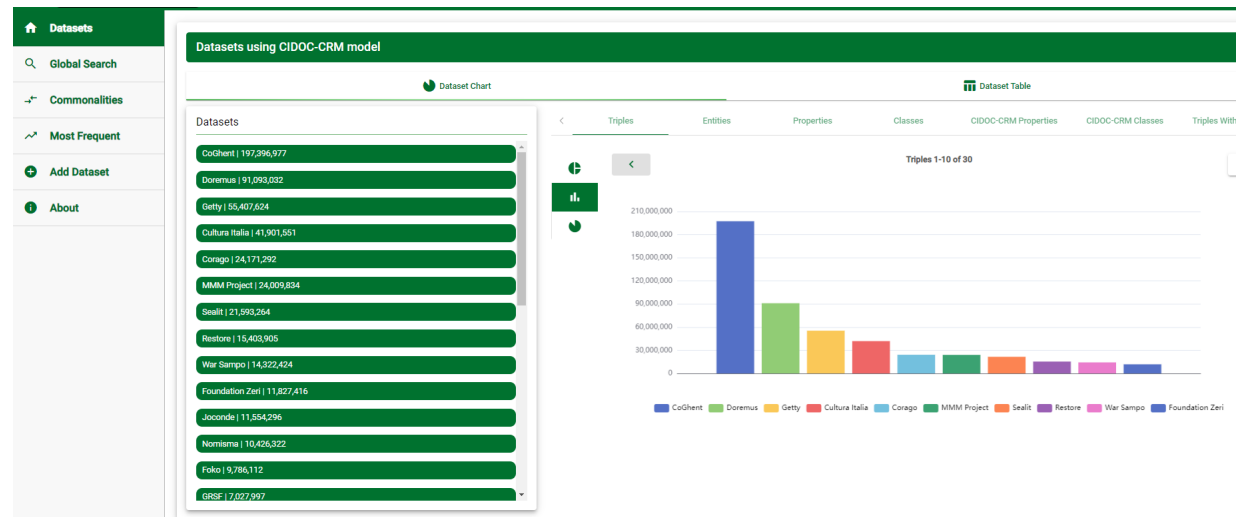 Datasets
Global Search
Commonalities
Most Frequent
Add Dataset
About
Datasets using CIDOC-CRM model
Dataset Chart
Dataset Table
Datasets
CoGhent | 197,396,977
Doremus | 91,093,032
Getty | 55,407,624
Cultura Italia | 41,901,551
Corago | 24,171,292
MMM Project | 24,009,834
Sealit | 21,593,264
Restore | 15,403,905
War Sampo | 14,322,424
Foundation Zeri | 11,827,416
Joconde | 11,554,296
Nomisma | 10,426,322
Foko | 9,786,112
GRSF | 7,027,997
Triples Entities Properties Classes CIDOC-CRM Properties CIDOC-CRM Classes Triples With
Triples 1-10 of 30
210,000,000
180,000,000
150,000,000
120,000,000
90,000,000
60,000,000
30,000,000
0
CoGhent Doremus Getty Cultura Italia Corago MMM Project Sealit Restore War Sampo Foundation Zeri